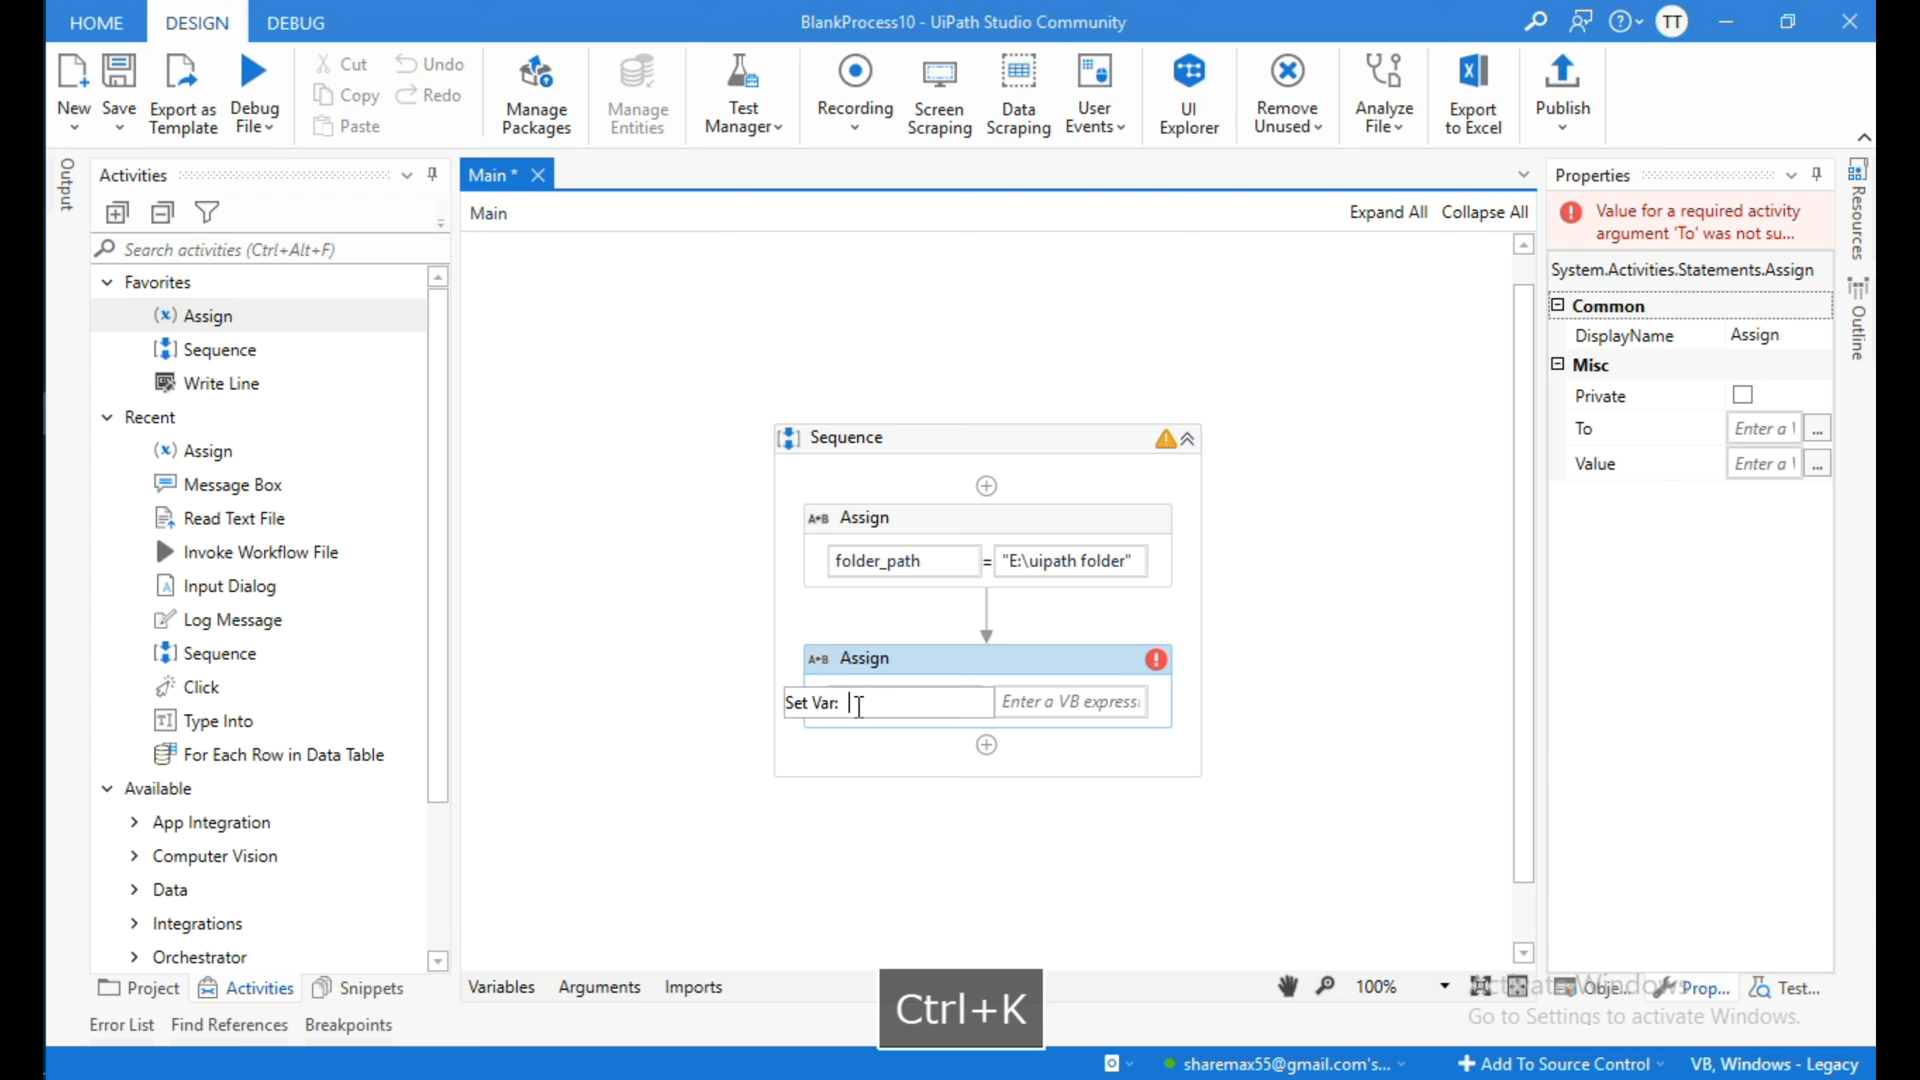 HOME DESIGN DEBUG BlankProcess10 - UiPath Studio Community TT
New Save Export as Template Debug File Cut Copy Paste Undo Redo Manage Packages Manage Entities Test Manager Recording Screen Scraping Data Scraping User Events UI Explorer Remove Unused Analyze File Export to Excel Publish
Output
Activities
Search activities (Ctrl+Alt+F)
Favorites
(x) Assign
Sequence
Write Line
Recent
(x) Assign
Message Box
Read Text File
Invoke Workflow File
Input Dialog
Log Message
Sequence
Click
Type Into
For Each Row in Data Table
Available
App Integration
Computer Vision
Data
Integrations
Orchestrator
Project Activities Snippets
Error List Find References Breakpoints
Main *
Main Expand All Collapse All
Sequence
A+B Assign
folder_path = "E:\uipath folder"
A+B Assign
Set Var: Enter a VB express
Variables Arguments Imports
Ctrl+K
100%
Properties
Value for a required activity
argument 'To' was not su...
System.Activities.Statements.Assign
Common
DisplayName Assign
Misc
Private
To Enter a \ ...
Value Enter a \ ...
Resources
Outline
Obje... Prop... Test...
Activate Windows
Go to Settings to activate Windows.
sharemax55@gmail.com's... Add To Source Control VB, Windows - Legacy